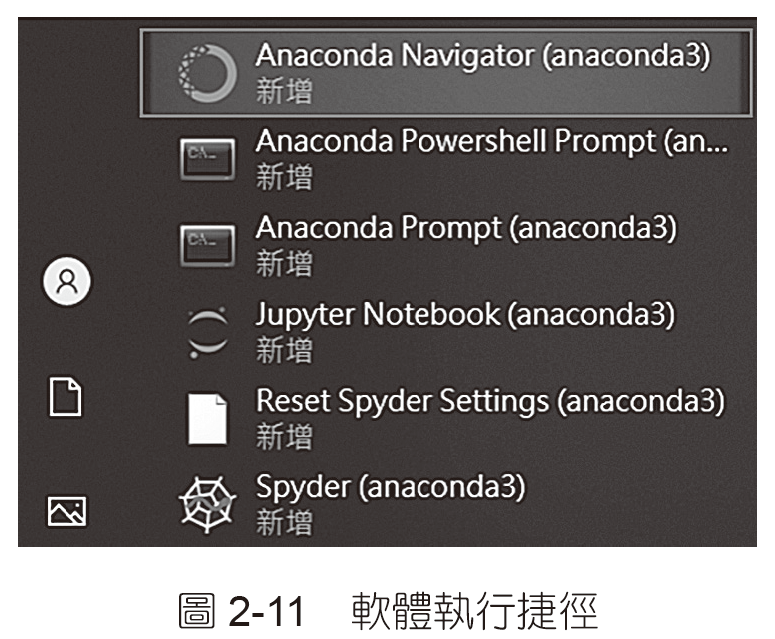 Anaconda Navigator (anaconda3)
新增
Anaconda Powershell Prompt (an...
新增
Anaconda Prompt (anaconda3)
新增
Jupyter Notebook (anaconda3)
新增
Reset Spyder Settings (anaconda3)
新增
Spyder (anaconda3)
新增
圖 2-11 軟體執行捷徑